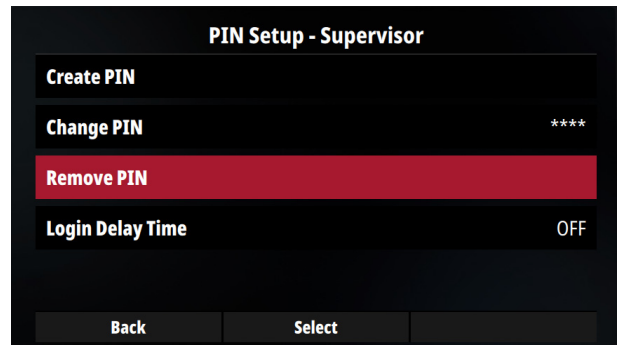 PIN Setup - Supervisor
Create PIN
Change PIN ****
Remove PIN
Login Delay Time OFF
Back Select